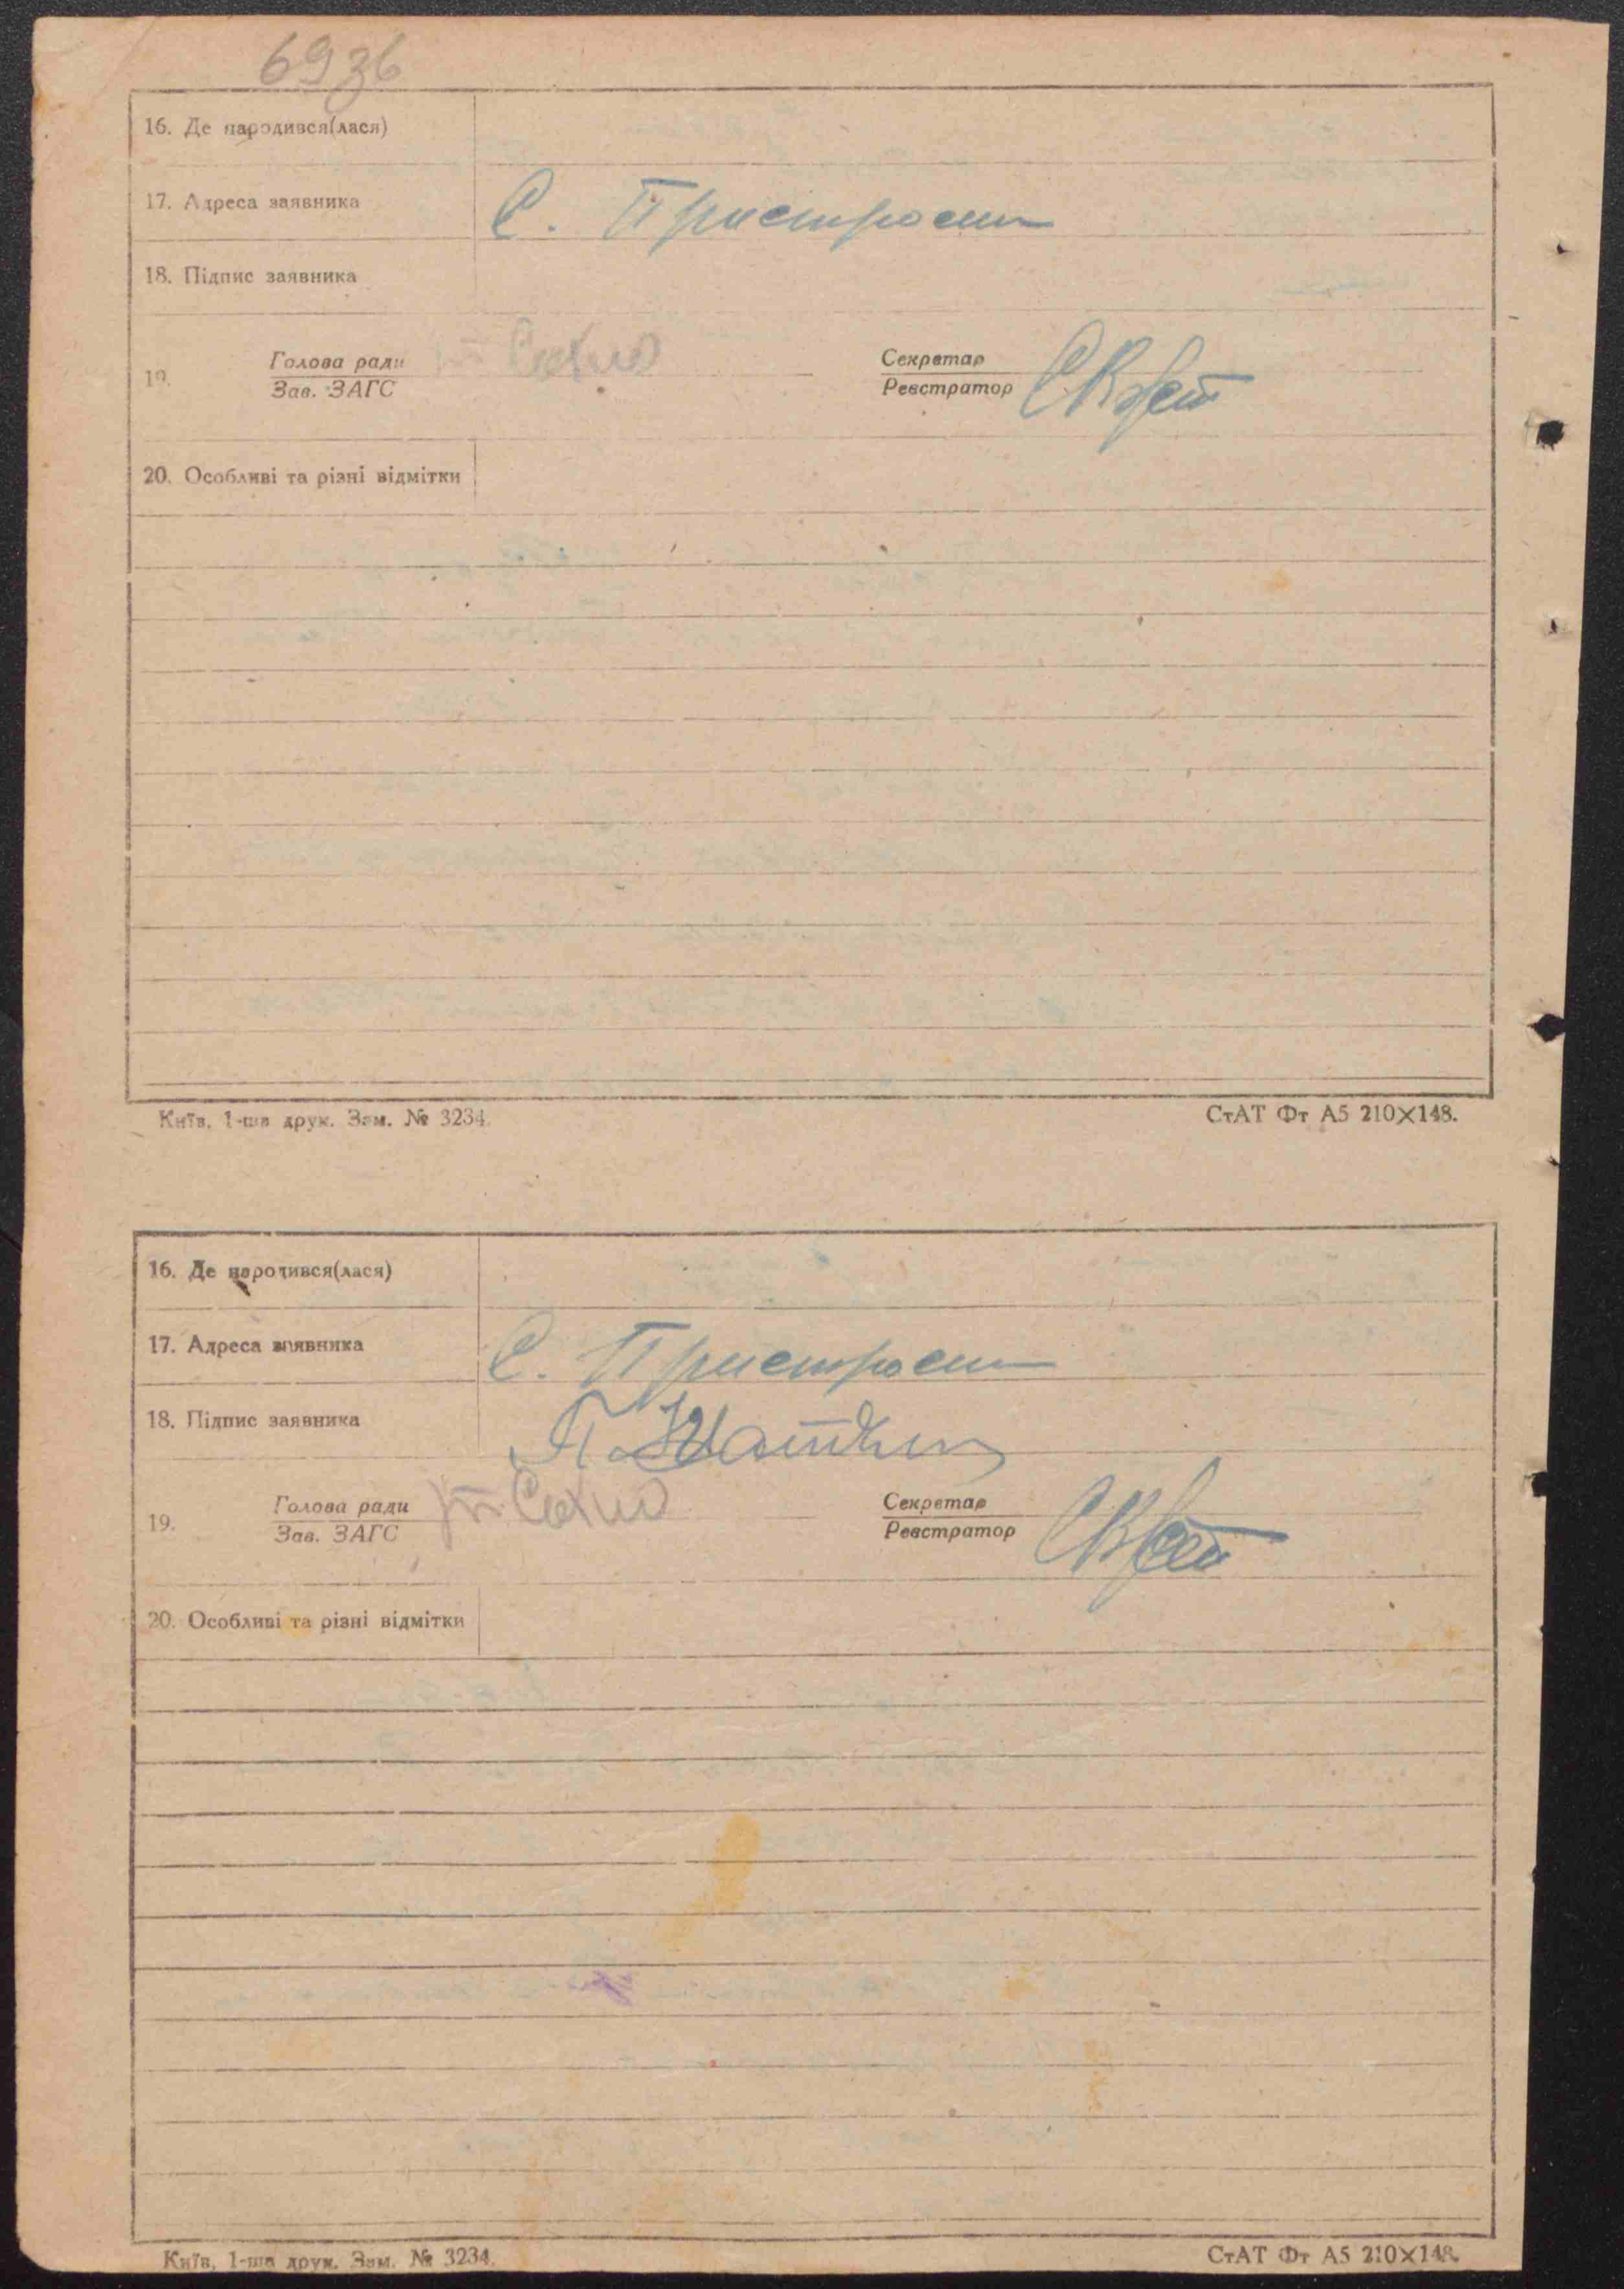 69зв
16. Де народився(лася)
17. Адреса заявника С. Пристроми
18. Підпис заявника
19. Голова ради Секретар
Зав. ЗАГС Реєстратор
20. Особливі та різні відмітки
Київ, 1-ша друк. Зам. № 3234. СтАТ Фт А5 210×148.
16. Де народився(лася)
17. Адреса заявника С. Пристроми
18. Підпис заявника
19. Голова ради Секретар
Зав. ЗАГС Реєстратор
20. Особливі та різні відмітки
Київ, 1-ша друк. Зам. № 3234. СтАТ Фт А5 210×148.